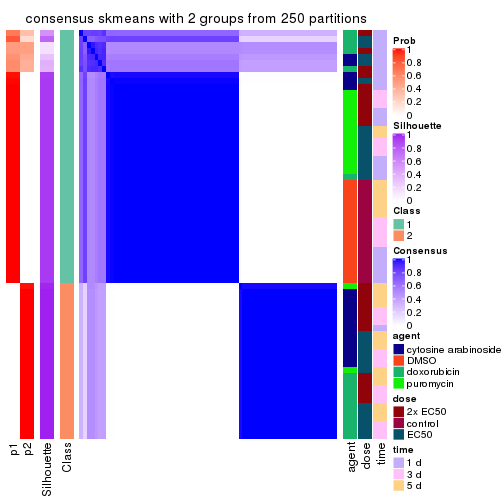 consensus skmeans with 2 groups from 250 partitions
Prob
1
0.8
0.6
0.4
0.2
0
Silhouette
1
0.8
0.6
0.4
0.2
0
Class
1
2
Consensus
1
0.8
0.6
0.4
0.2
0
agent
cytosine arabinoside
DMSO
doxorubicin
puromycin
dose
2x EC50
control
EC50
time
1 d
3 d
5 d
p1
p2
Silhouette
Class
agent
dose
time